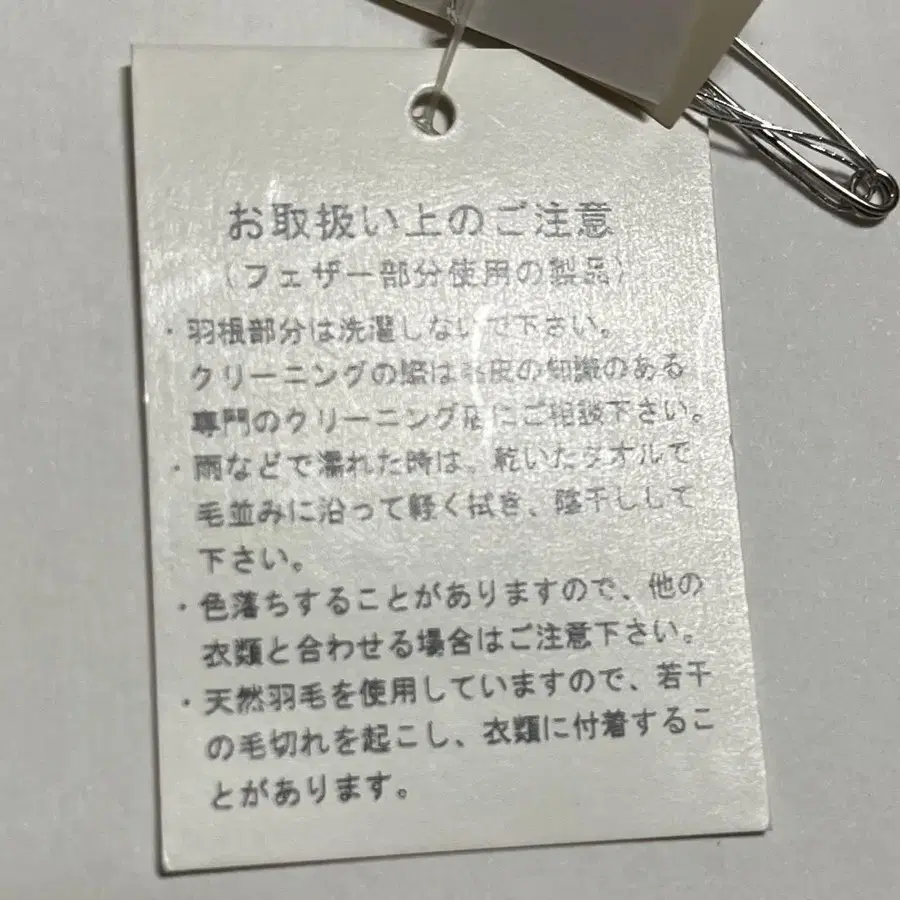 お取扱い上のご注意
(フェザー部分使用の製品)
・羽根部分は洗濯しないで下さい。
クリーニングの際は毛皮の知識のある
専門のクリーニング店にご相談下さい。
・雨などで濡れた時は、乾いたタオルで
毛並みに沿って軽く拭き、陰干しして
下さい。
・色落ちすることがありますので、他の
衣類と合わせる場合はご注意下さい。
・天然羽毛を使用していますので、若干
の毛切れを起こし、衣類に付着するこ
とがあります。